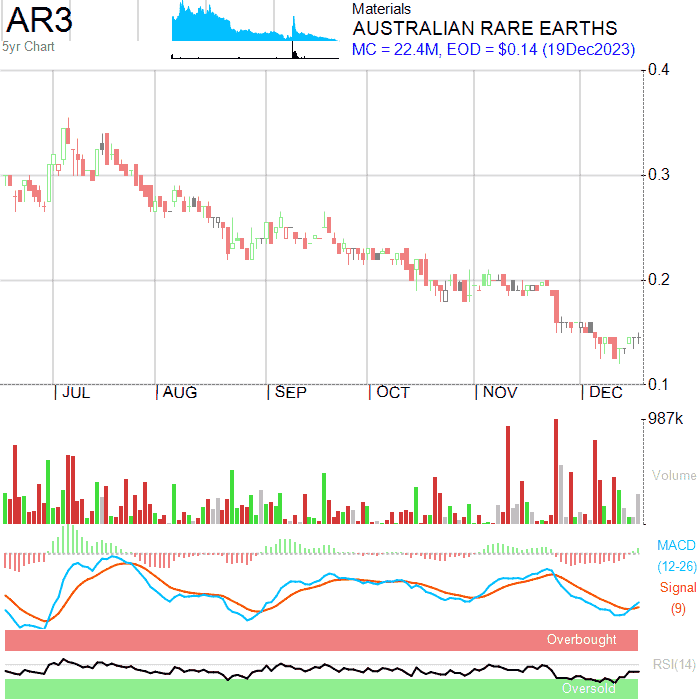 AR3
5yr Chart
Materials
AUSTRALIAN RARE EARTHS
MC = 22.4M, EOD = $0.14 (19Dec2023)
0.4
0.3
0.2
0.1
JUL AUG SEP OCT NOV DEC
987k
Volume
MACD
(12-26)
Signal
(9)
Overbought
RSI(14)
Oversold